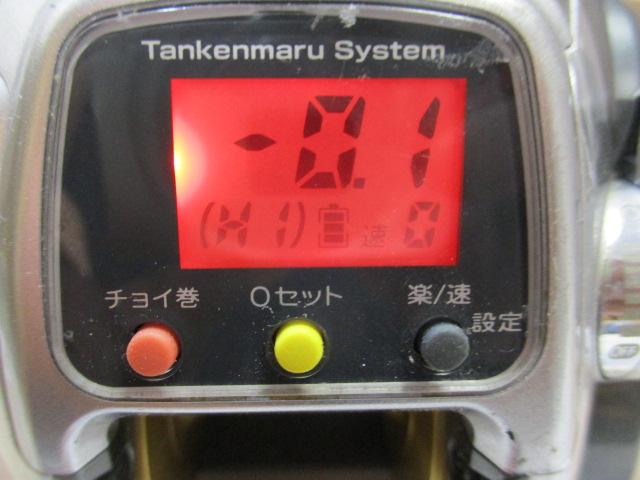 Tankenmaru System
-0.1
(H1) 速 0
チョイ巻 0セット 楽/速
設定
OFF